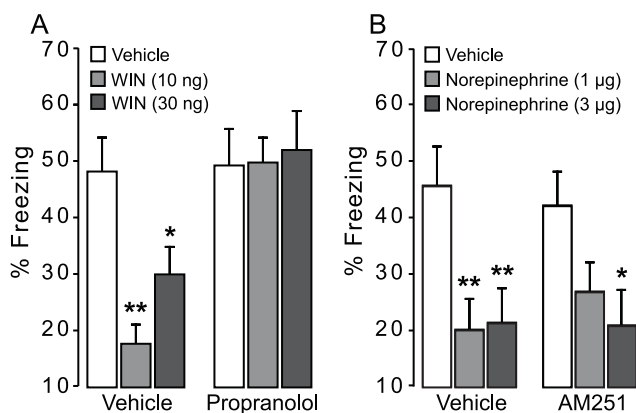 A
% Freezing
70
60
50
40
30
20
10
Vehicle
WIN (10 ng)
WIN (30 ng)
**
*
Vehicle
Propranolol
B
% Freezing
70
60
50
40
30
20
10
Vehicle
Norepinephrine (1 µg)
Norepinephrine (3 µg)
**
**
*
Vehicle
AM251